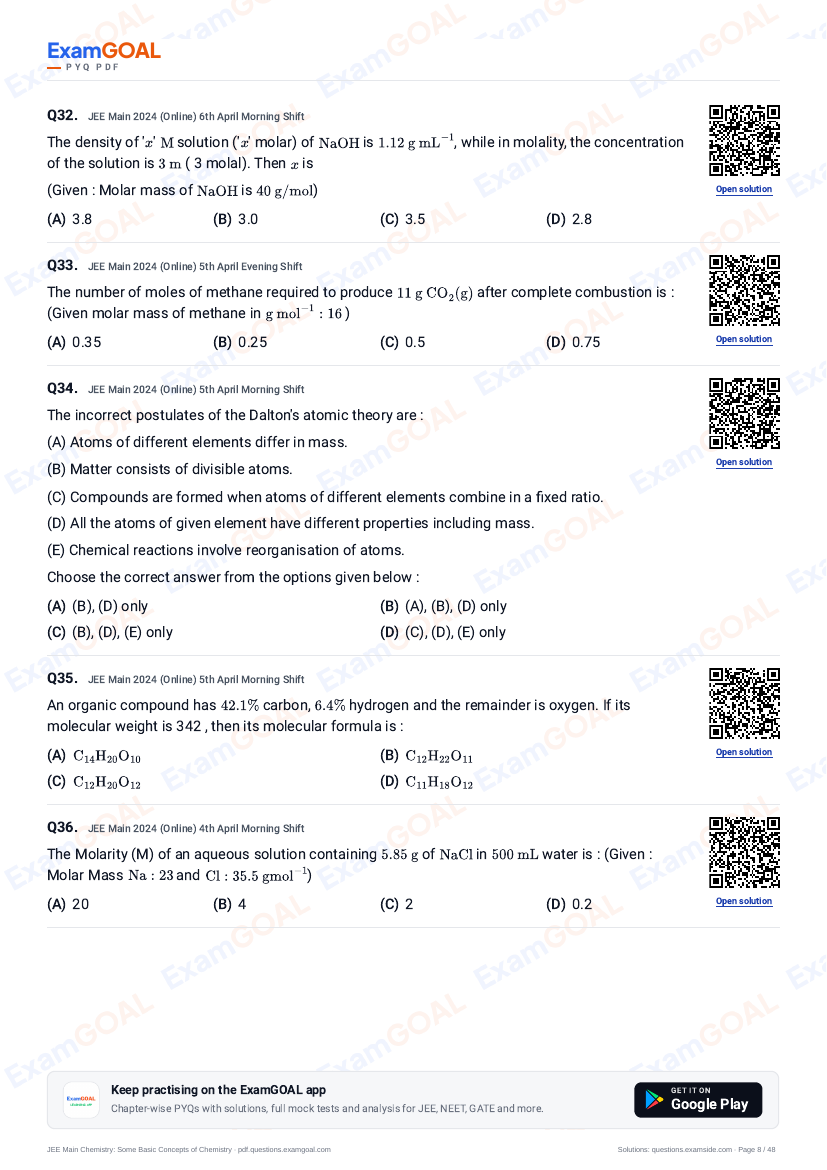 ExamGOAL
PYQ PDF
Q32. JEE Main 2024 (Online) 6th April Morning Shift
The density of 'x' M solution ('x' molar) of NaOH is 1.12 g mL⁻¹, while in molality, the concentration
of the solution is 3 m ( 3 molal). Then x is
(Given : Molar mass of NaOH is 40 g/mol)
(A) 3.8 (B) 3.0 (C) 3.5 (D) 2.8
Open solution
Q33. JEE Main 2024 (Online) 5th April Evening Shift
The number of moles of methane required to produce 11 g CO₂(g) after complete combustion is :
(Given molar mass of methane in g mol⁻¹ : 16 )
(A) 0.35 (B) 0.25 (C) 0.5 (D) 0.75
Open solution
Q34. JEE Main 2024 (Online) 5th April Morning Shift
The incorrect postulates of the Dalton's atomic theory are :
(A) Atoms of different elements differ in mass.
(B) Matter consists of divisible atoms.
(C) Compounds are formed when atoms of different elements combine in a fixed ratio.
(D) All the atoms of given element have different properties including mass.
(E) Chemical reactions involve reorganisation of atoms.
Choose the correct answer from the options given below :
(A) (B), (D) only (B) (A), (B), (D) only
(C) (B), (D), (E) only (D) (C), (D), (E) only
Open solution
Q35. JEE Main 2024 (Online) 5th April Morning Shift
An organic compound has 42.1% carbon, 6.4% hydrogen and the remainder is oxygen. If its
molecular weight is 342 , then its molecular formula is :
(A) C₁₄H₂₀O₁₀ (B) C₁₂H₂₂O₁₁
(C) C₁₂H₂₀O₁₂ (D) C₁₁H₁₈O₁₂
Open solution
Q36. JEE Main 2024 (Online) 4th April Morning Shift
The Molarity (M) of an aqueous solution containing 5.85 g of NaCl in 500 mL water is : (Given :
Molar Mass Na : 23 and Cl : 35.5 gmol⁻¹)
(A) 20 (B) 4 (C) 2 (D) 0.2
Open solution
ExamGOAL
Keep practising on the ExamGOAL app
Chapter-wise PYQs with solutions, full mock tests and analysis for JEE, NEET, GATE and more.
GET IT ON
Google Play
JEE Main Chemistry: Some Basic Concepts of Chemistry · pdf.questions.examgoal.com
Solutions: questions.examside.com · Page 8 / 48